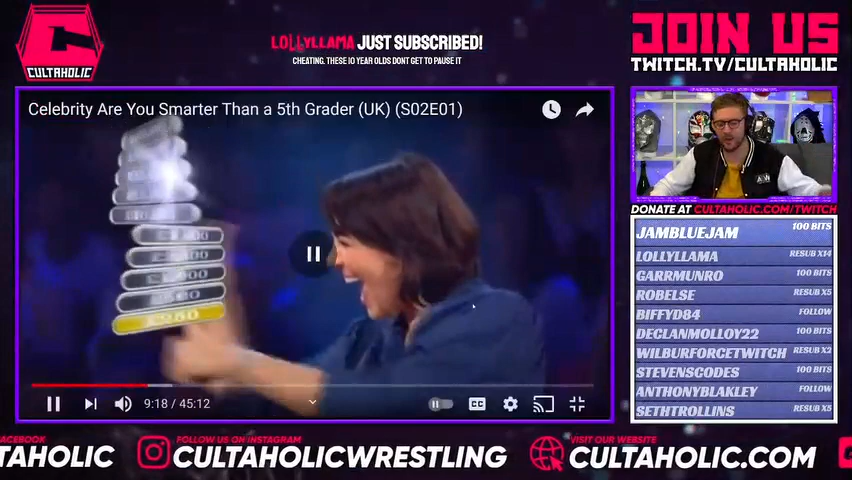 CULTAHOLIC
LOLLYLLAMA JUST SUBSCRIBED!
CHEATING. THESE 10 YEAR OLDS DONT GET TO PAUSE IT
JOIN US
TWITCH.TV/CULTAHOLIC
Celebrity Are You Smarter Than a 5th Grader (UK) (S02E01)
£250
9:18 / 45:12
CC
DONATE AT CULTAHOLIC.COM/TWITCH
JAMBLUEJAM 100 BITS
LOLLYLLAMA RESUB X14
GARRMUNRO 100 BITS
ROBELSE RESUB X5
BIFFYD84 FOLLOW
DECLANMOLLOY22 100 BITS
WILBURFORCETWITCH RESUB X2
STEVENSCODES 100 BITS
ANTHONYBLAKLEY FOLLOW
SETHTROLLINS RESUB X5
FACEBOOK
TAHOLIC
FOLLOW US ON INSTAGRAM
CULTAHOLICWRESTLING
VISIT OUR WEBSITE
CULTAHOLIC.COM